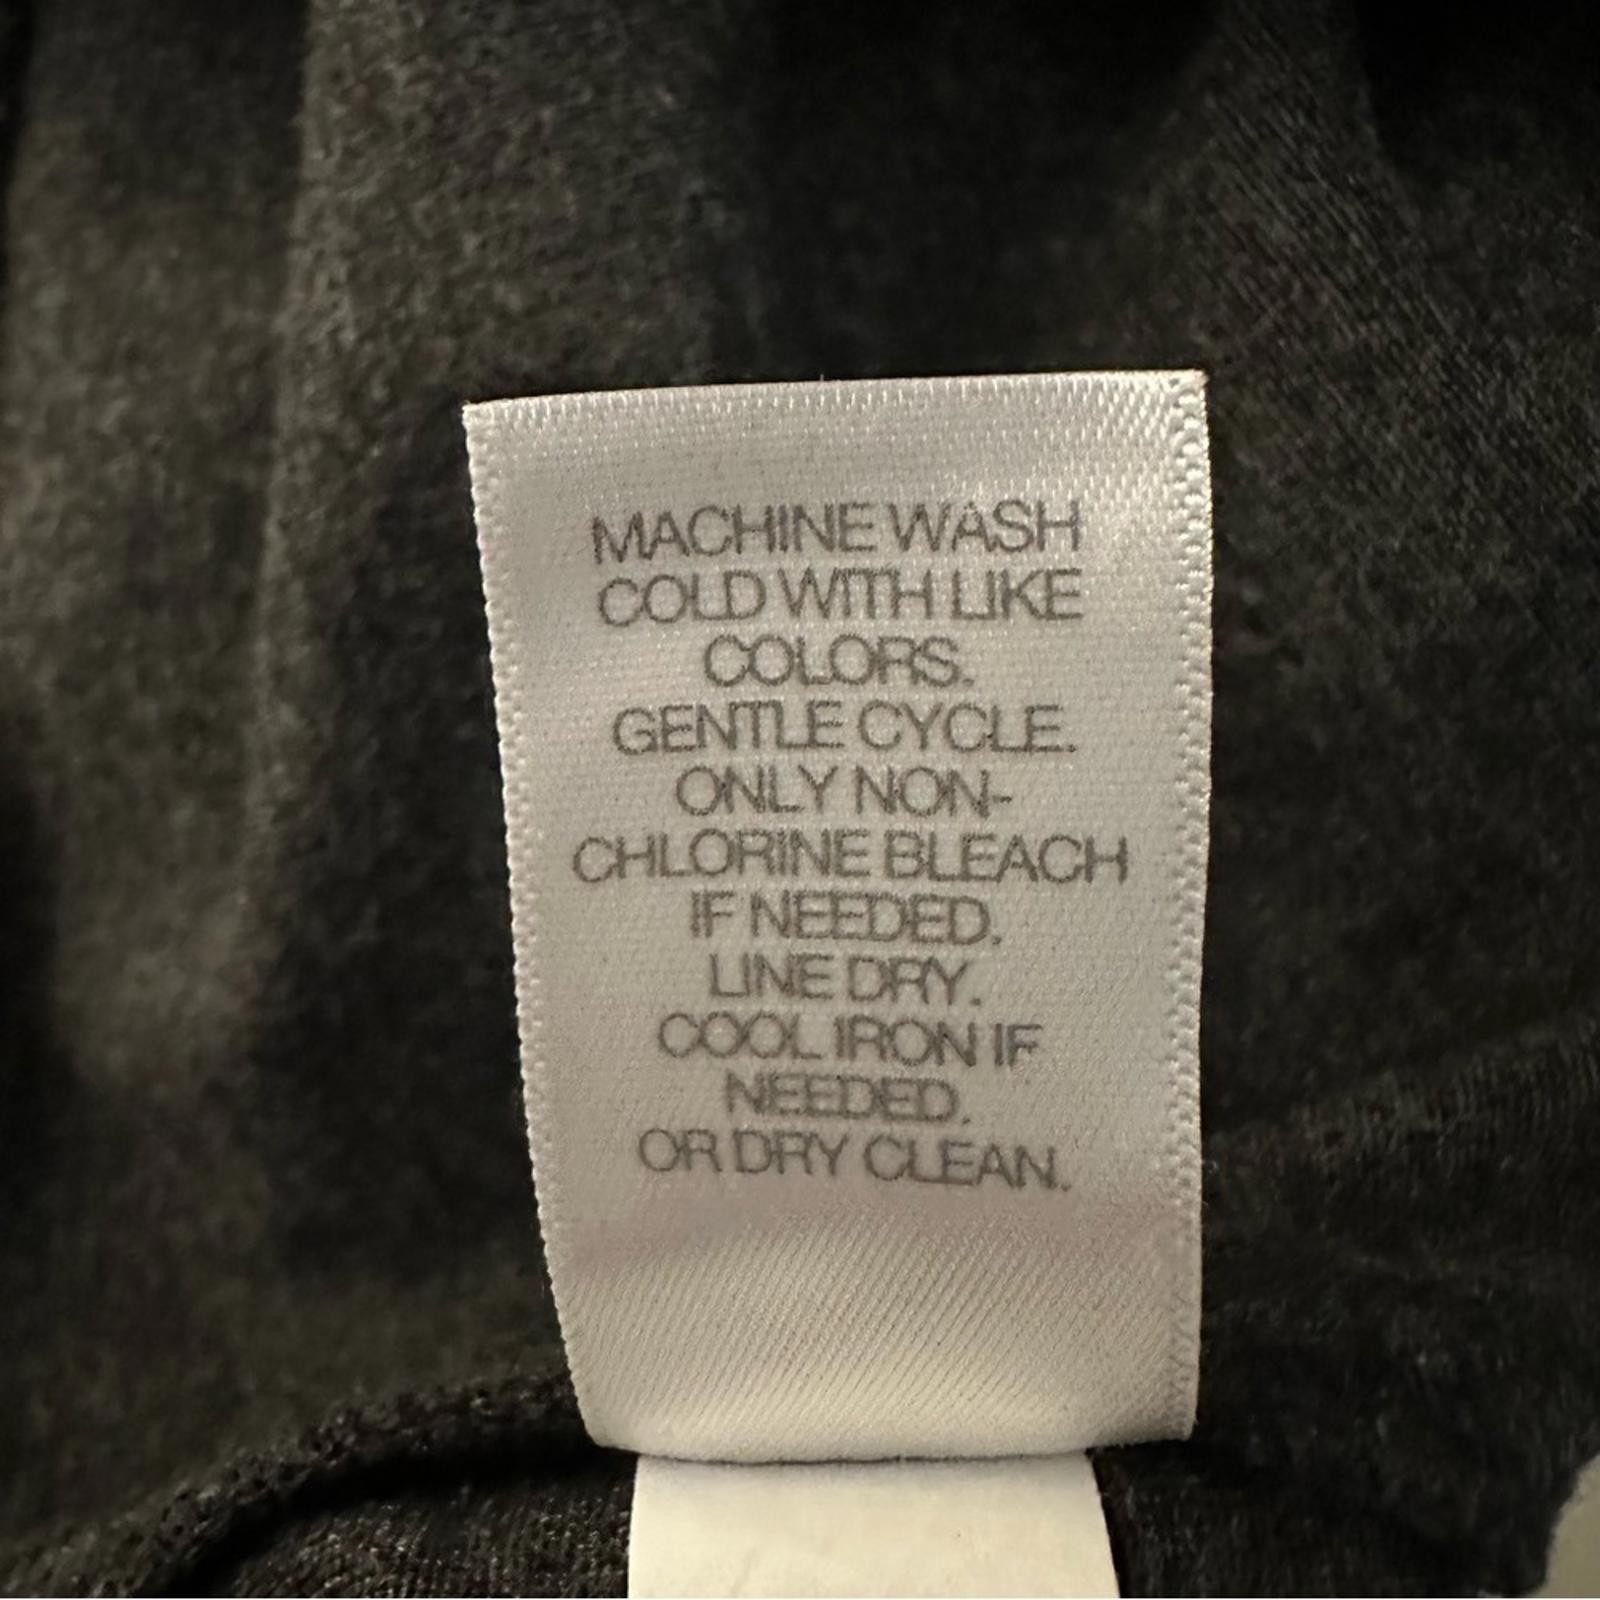 MACHINE WASH
COLD WITH LIKE
COLORS.
GENTLE CYCLE.
ONLY NON-
CHLORINE BLEACH
IF NEEDED.
LINE DRY.
COOL IRON IF
NEEDED.
OR DRY CLEAN.